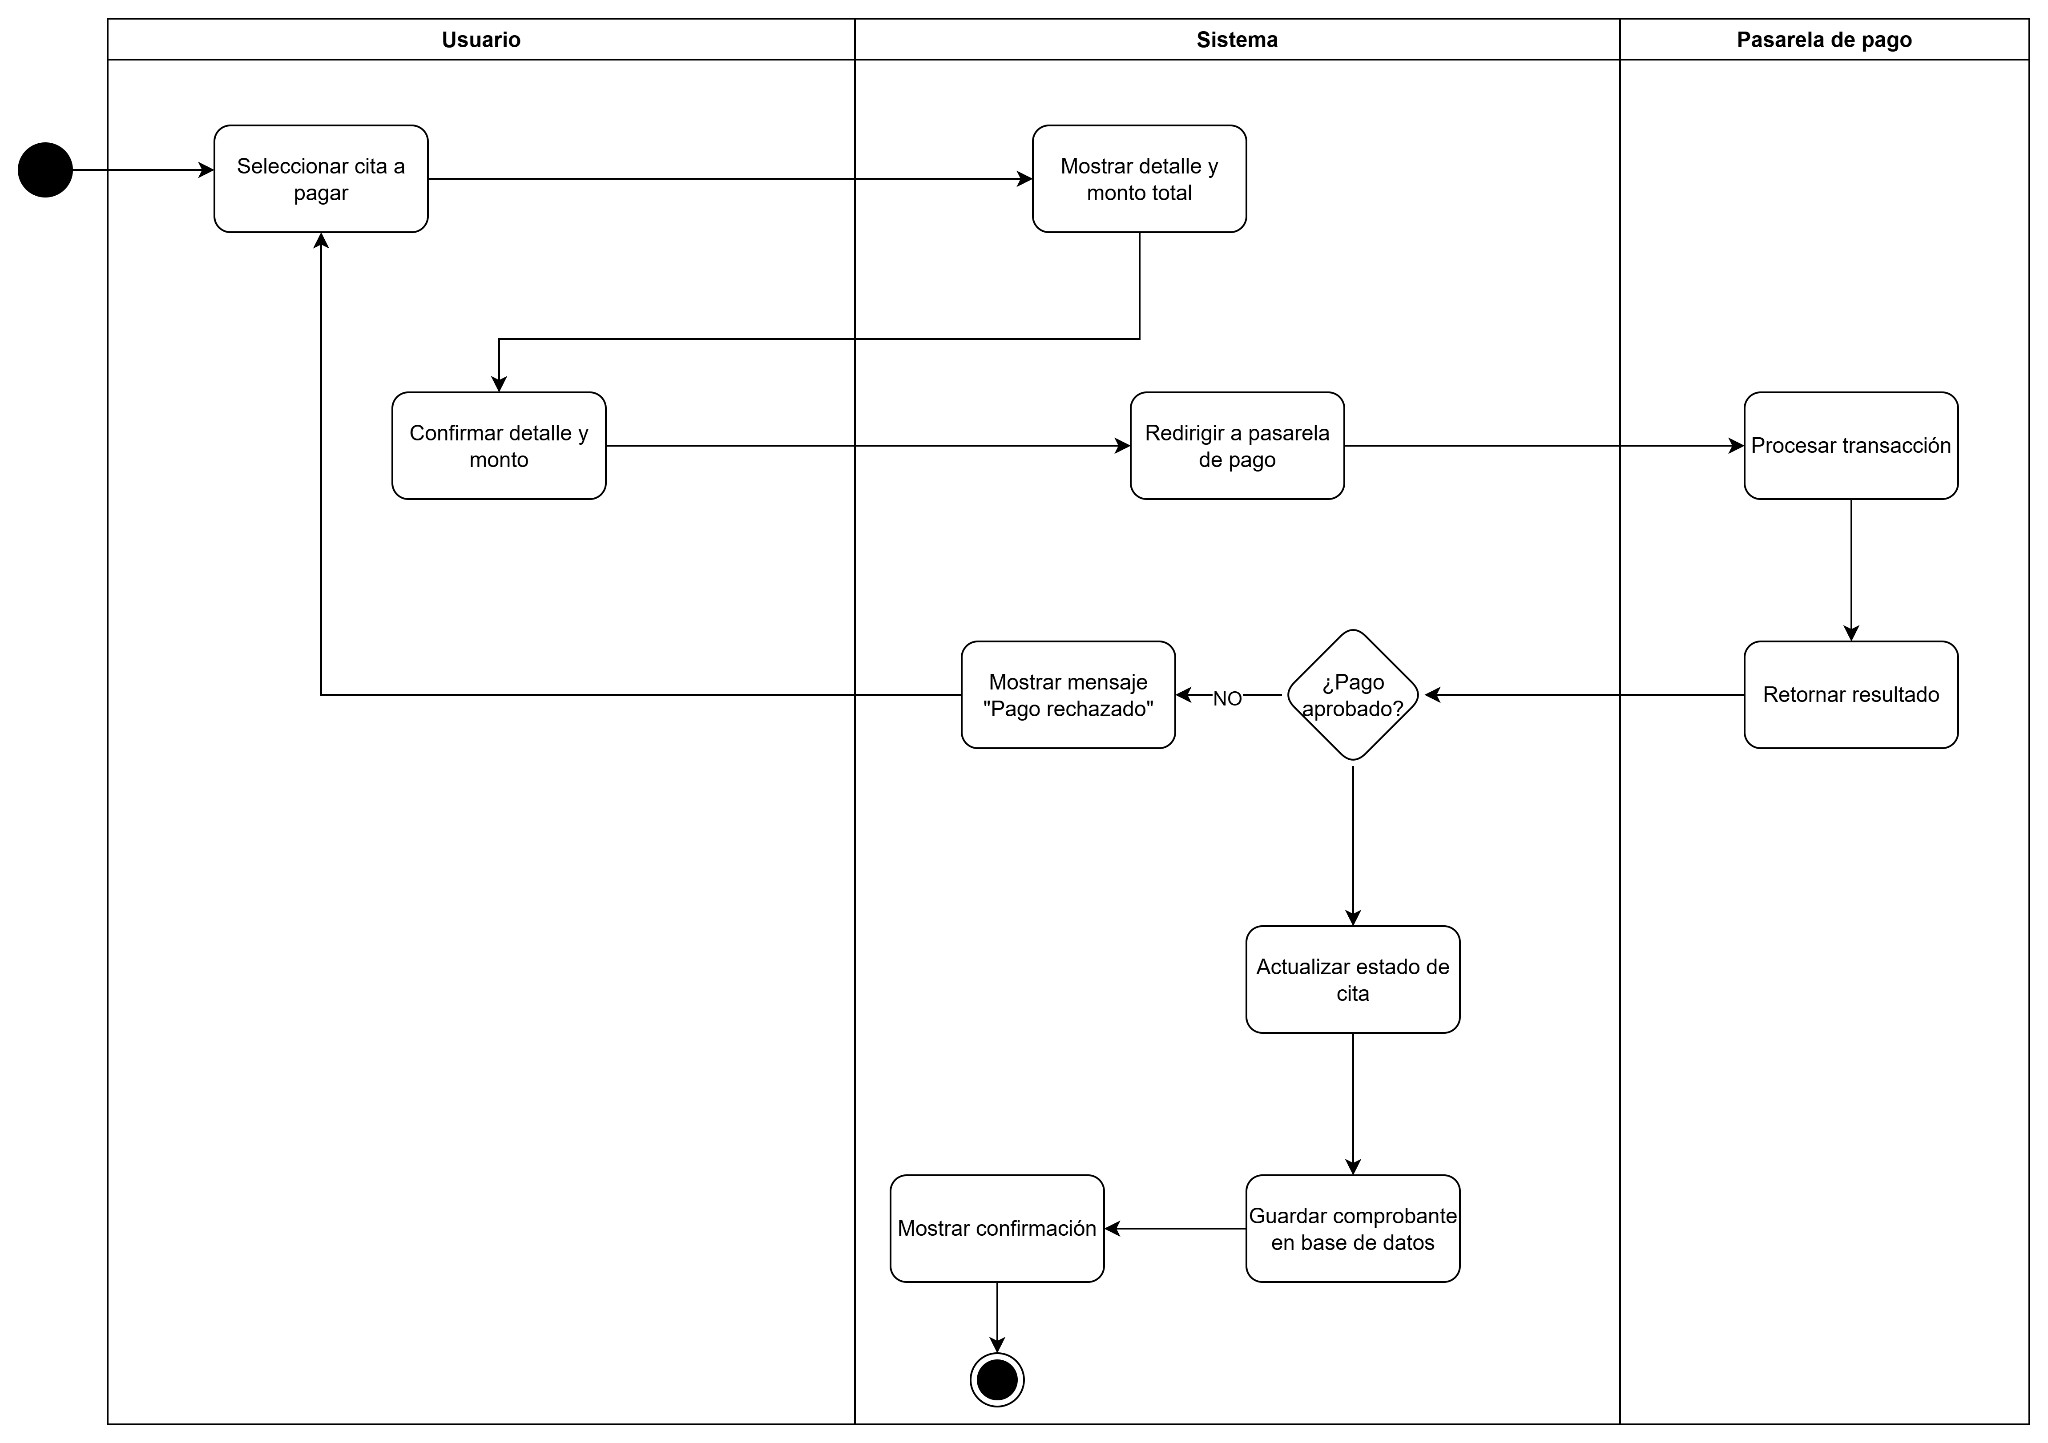 Usuario
Sistema
Pasarela de pago
Seleccionar cita a
pagar
Mostrar detalle y
monto total
Confirmar detalle y
monto
Redirigir a pasarela
de pago
Procesar transacción
Mostrar mensaje
"Pago rechazado"
NO
¿Pago
aprobado?
Retornar resultado
Actualizar estado de
cita
Mostrar confirmación
Guardar comprobante
en base de datos